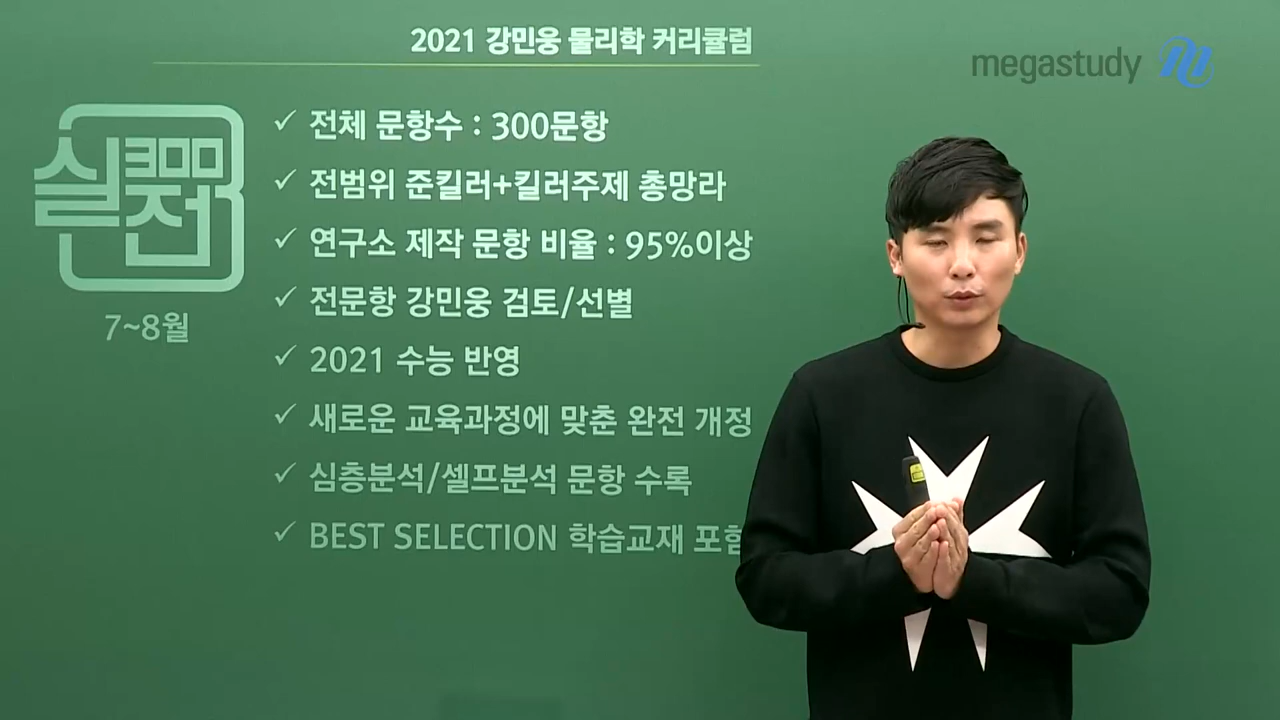 2021 강민웅 물리학 커리큘럼
megastudy
실전 300
7~8월
✓ 전체 문항수 : 300문항
✓ 전범위 준킬러+킬러주제 총망라
✓ 연구소 제작 문항 비율 : 95%이상
✓ 전문항 강민웅 검토/선별
✓ 2021 수능 반영
✓ 새로운 교육과정에 맞춘 완전 개정
✓ 심층분석/셀프분석 문항 수록
✓ BEST SELECTION 학습교재 포함